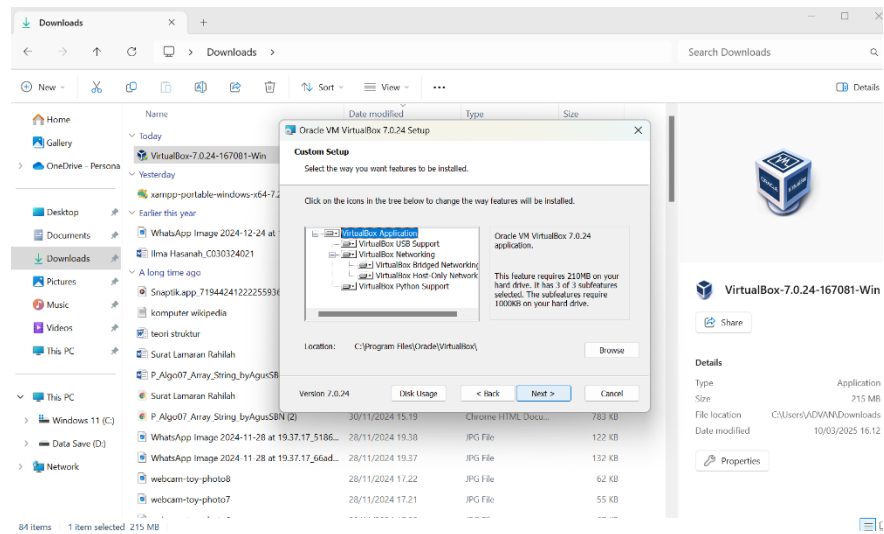 Downloads
Downloads
Search Downloads
New
Sort
View
Details
Home
Gallery
OneDrive - Persona
Desktop
Documents
Downloads
Pictures
Music
Videos
This PC
This PC
Windows 11 (C:)
Data Save (D:)
Network
Name
Date modified
Type
Size
Today
VirtualBox-7.0.24-167081-Win
Yesterday
xampp-portable-windows-x64-7.2
Earlier this year
WhatsApp Image 2024-12-24 at
Ilma Hasanah_C030324021
A long time ago
Snaptik.app_71944241222255936
komputer wikipedia
teori struktur
Surat Lamaran Rahilah
P_Algo07_Array_String_byAgusSB
Surat Lamaran Rahilah
P_Algo07_Array_String_byAgusSBN (2) 30/11/2024 15.19 Chrome HTML Docu... 783 KB
WhatsApp Image 2024-11-28 at 19.37.17_5186... 28/11/2024 19.38 JPG File 122 KB
WhatsApp Image 2024-11-28 at 19.37.17_66ad... 28/11/2024 19.37 JPG File 132 KB
webcam-toy-photo8 28/11/2024 17.22 JPG File 62 KB
webcam-toy-photo7 28/11/2024 17.21 JPG File 55 KB
Oracle VM VirtualBox 7.0.24 Setup
Custom Setup
Select the way you want features to be installed.
Click on the icons in the tree below to change the way features will be installed.
VirtualBox Application
VirtualBox USB Support
VirtualBox Networking
VirtualBox Bridged Networking
VirtualBox Host-Only Network
VirtualBox Python Support
Oracle VM VirtualBox 7.0.24
application.
This feature requires 210MB on your
hard drive. It has 3 of 3 subfeatures
selected. The subfeatures require
1000KB on your hard drive.
Location: C:\Program Files\Oracle\VirtualBox\
Browse
Version 7.0.24
Disk Usage
< Back
Next >
Cancel
VirtualBox-7.0.24-167081-Win
Share
Details
Type Application
Size 215 MB
File location C:\Users\ADVAN\Downloads
Date modified 10/03/2025 16.12
Properties
84 items 1 item selected 215 MB